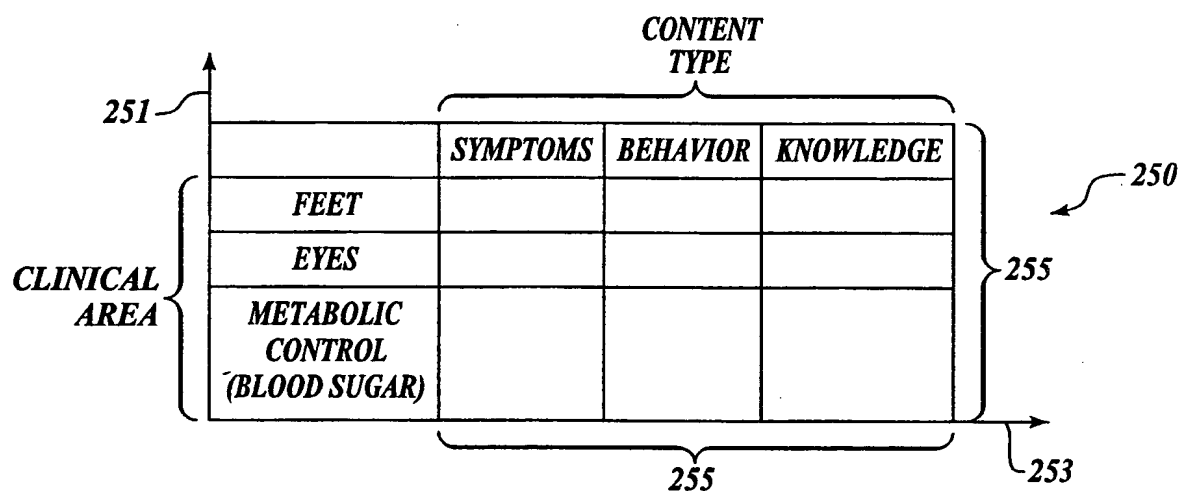 CONTENT
TYPE
251
SYMPTOMS BEHAVIOR KNOWLEDGE
250
FEET
EYES
255
CLINICAL
AREA
METABOLIC
CONTROL
(BLOOD SUGAR)
255
253